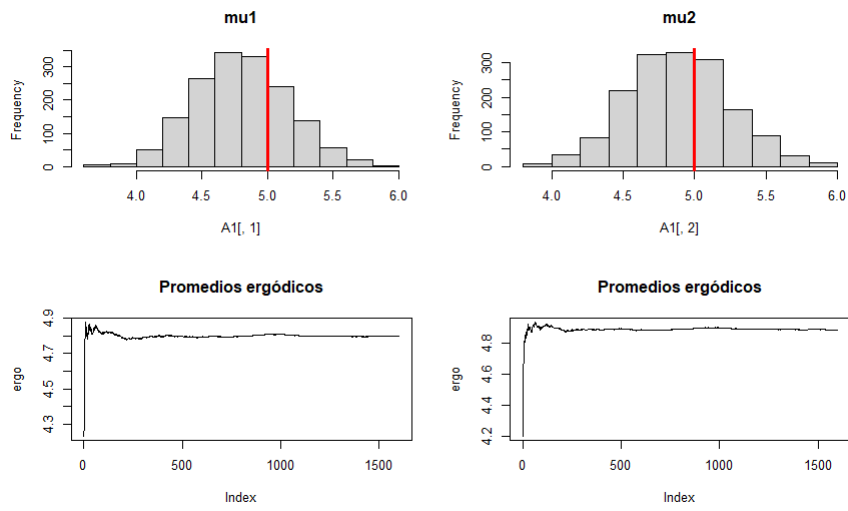 mu1
Frequency
0 100 200 300
4.0 4.5 5.0 5.5 6.0
A1[, 1]
mu2
Frequency
0 100 200 300
4.0 4.5 5.0 5.5 6.0
A1[, 2]
Promedios ergódicos
ergo
4.3 4.5 4.7 4.9
0 500 1000 1500
Index
Promedios ergódicos
ergo
4.2 4.4 4.6 4.8
0 500 1000 1500
Index